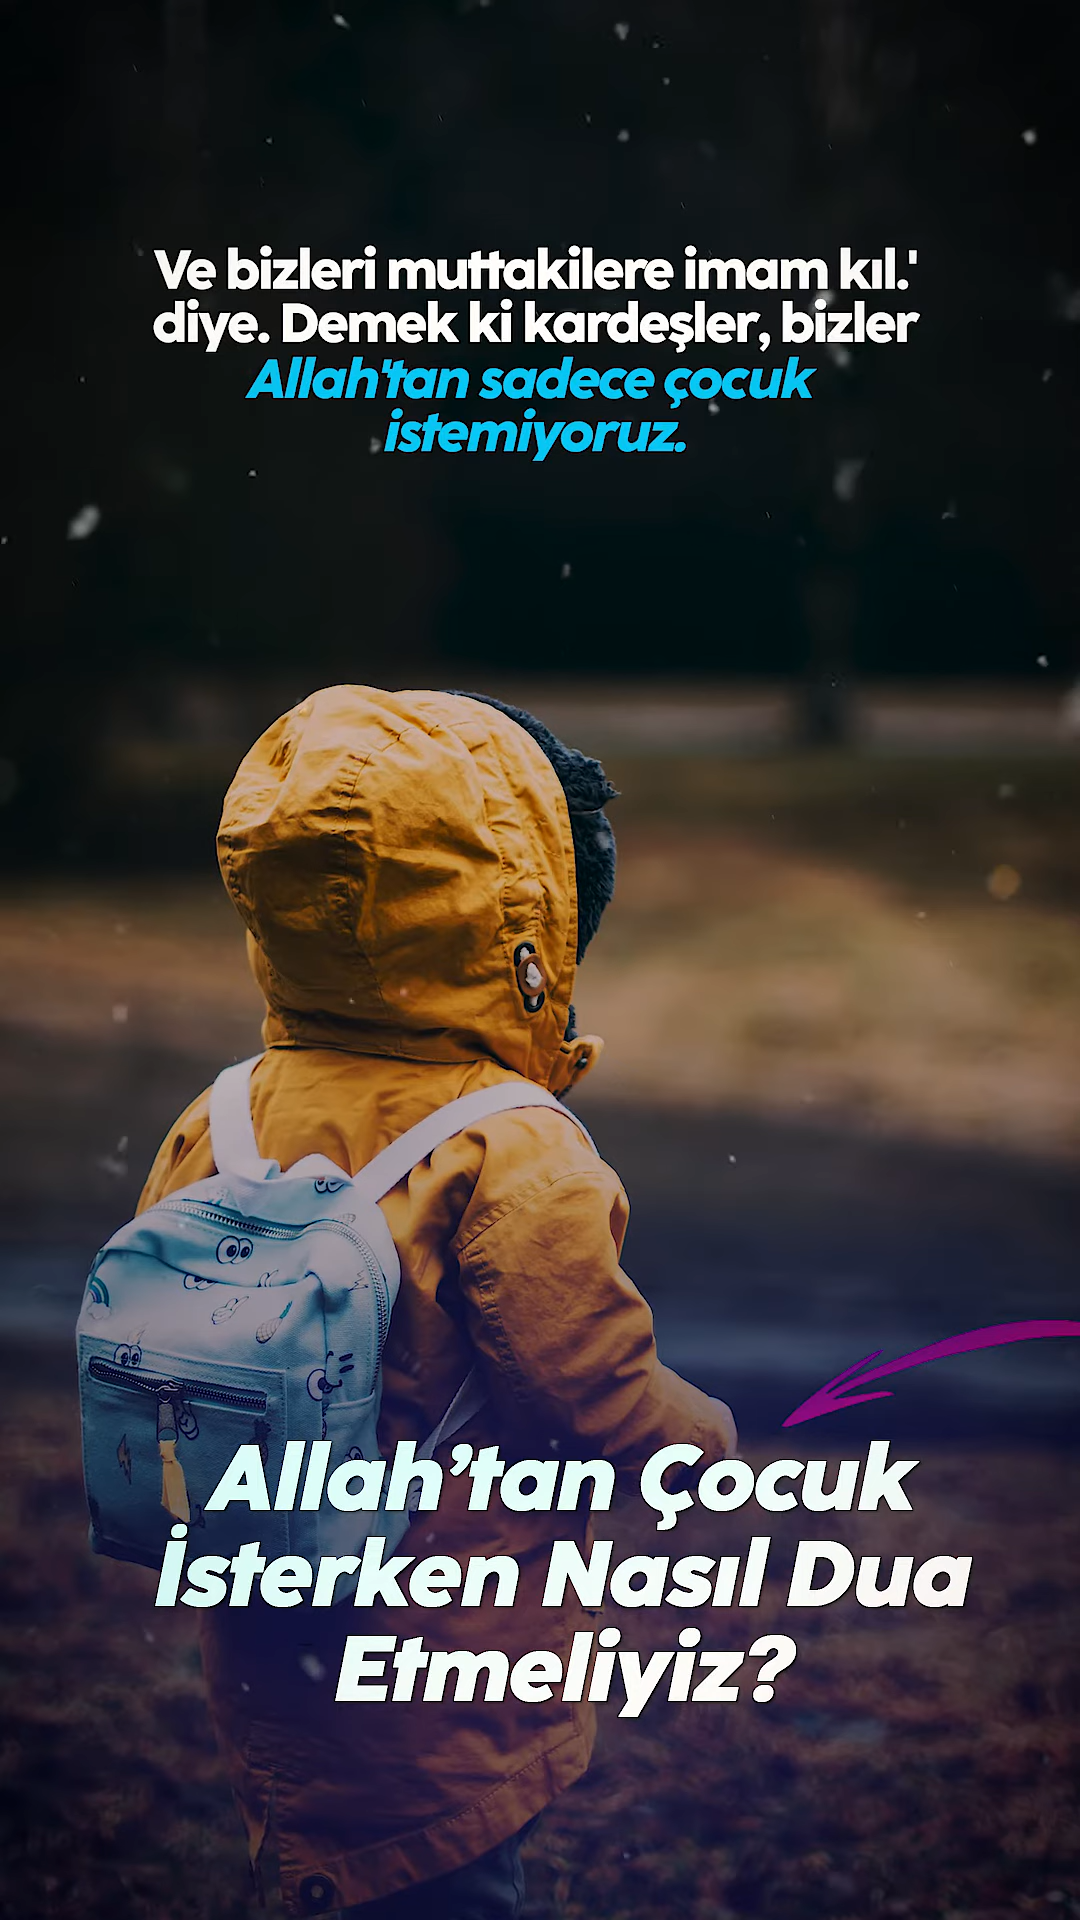 Ve bizleri muttakilere imam kıl.'
diye. Demek ki kardeşler, bizler
Allah'tan sadece çocuk
istemiyoruz.
Allah’tan Çocuk
İsterken Nasıl Dua
Etmeliyiz?